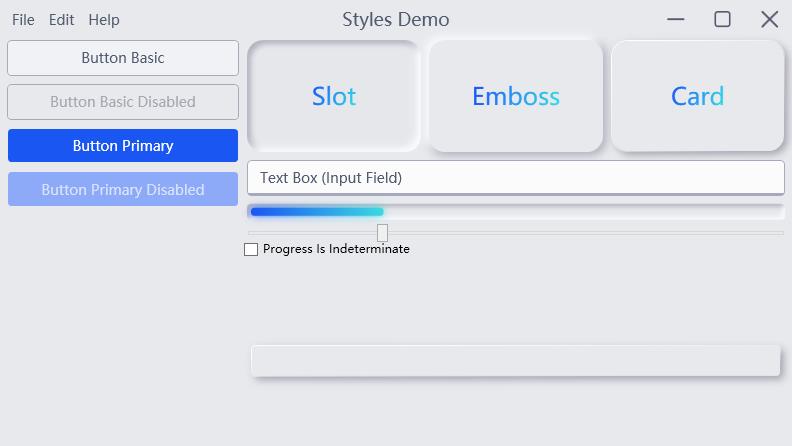 File Edit Help
Styles Demo
Button Basic
Button Basic Disabled
Button Primary
Button Primary Disabled
Slot
Emboss
Card
Text Box (Input Field)
Progress Is Indeterminate